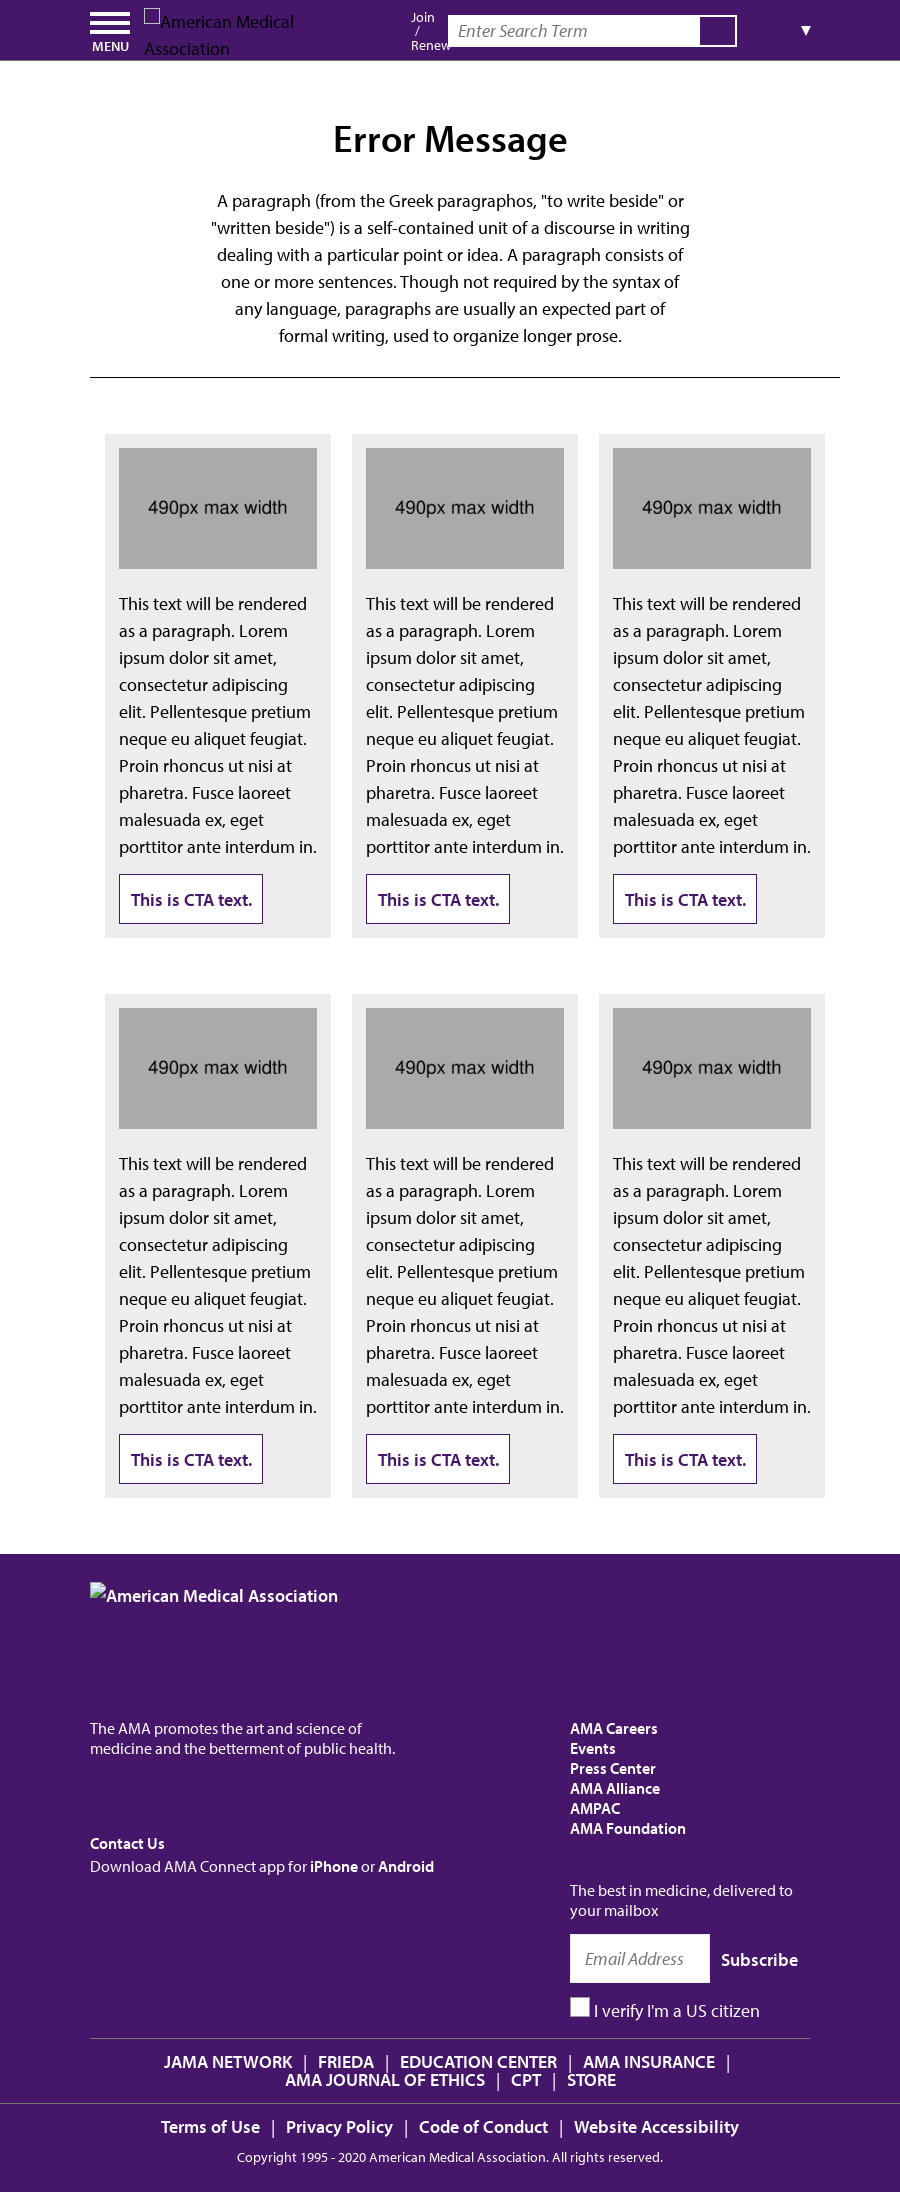 MENU
American Medical
Association
Join
/
Renew
Enter Search Term
▼
Error Message
A paragraph (from the Greek paragraphos, "to write beside" or
"written beside") is a self-contained unit of a discourse in writing
dealing with a particular point or idea. A paragraph consists of
one or more sentences. Though not required by the syntax of
any language, paragraphs are usually an expected part of
formal writing, used to organize longer prose.
490px max width
This text will be rendered
as a paragraph. Lorem
ipsum dolor sit amet,
consectetur adipiscing
elit. Pellentesque pretium
neque eu aliquet feugiat.
Proin rhoncus ut nisi at
pharetra. Fusce laoreet
malesuada ex, eget
porttitor ante interdum in.
This is CTA text.
490px max width
This text will be rendered
as a paragraph. Lorem
ipsum dolor sit amet,
consectetur adipiscing
elit. Pellentesque pretium
neque eu aliquet feugiat.
Proin rhoncus ut nisi at
pharetra. Fusce laoreet
malesuada ex, eget
porttitor ante interdum in.
This is CTA text.
490px max width
This text will be rendered
as a paragraph. Lorem
ipsum dolor sit amet,
consectetur adipiscing
elit. Pellentesque pretium
neque eu aliquet feugiat.
Proin rhoncus ut nisi at
pharetra. Fusce laoreet
malesuada ex, eget
porttitor ante interdum in.
This is CTA text.
490px max width
This text will be rendered
as a paragraph. Lorem
ipsum dolor sit amet,
consectetur adipiscing
elit. Pellentesque pretium
neque eu aliquet feugiat.
Proin rhoncus ut nisi at
pharetra. Fusce laoreet
malesuada ex, eget
porttitor ante interdum in.
This is CTA text.
490px max width
This text will be rendered
as a paragraph. Lorem
ipsum dolor sit amet,
consectetur adipiscing
elit. Pellentesque pretium
neque eu aliquet feugiat.
Proin rhoncus ut nisi at
pharetra. Fusce laoreet
malesuada ex, eget
porttitor ante interdum in.
This is CTA text.
490px max width
This text will be rendered
as a paragraph. Lorem
ipsum dolor sit amet,
consectetur adipiscing
elit. Pellentesque pretium
neque eu aliquet feugiat.
Proin rhoncus ut nisi at
pharetra. Fusce laoreet
malesuada ex, eget
porttitor ante interdum in.
This is CTA text.
American Medical Association
The AMA promotes the art and science of
medicine and the betterment of public health.
Contact Us
Download AMA Connect app for iPhone or Android
AMA Careers
Events
Press Center
AMA Alliance
AMPAC
AMA Foundation
The best in medicine, delivered to
your mailbox
Email Address
Subscribe
I verify I'm a US citizen
JAMA NETWORK | FRIEDA | EDUCATION CENTER | AMA INSURANCE |
AMA JOURNAL OF ETHICS | CPT | STORE
Terms of Use | Privacy Policy | Code of Conduct | Website Accessibility
Copyright 1995 - 2020 American Medical Association. All rights reserved.